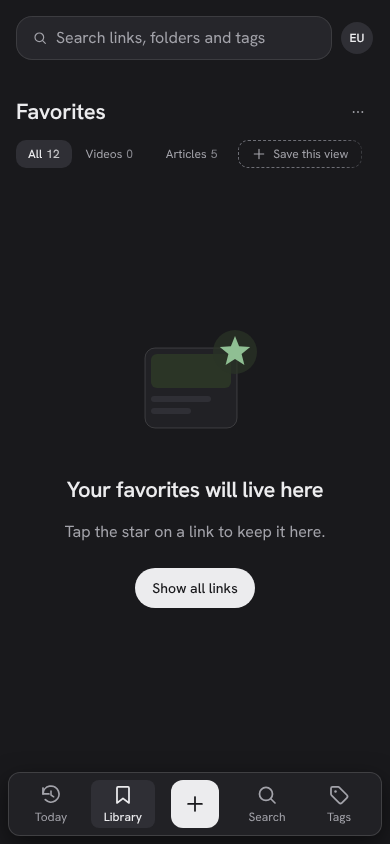 Search links, folders and tags
EU
Favorites
All 12
Videos 0
Articles 5
Save this view
Your favorites will live here
Tap the star on a link to keep it here.
Show all links
Today
Library
Search
Tags